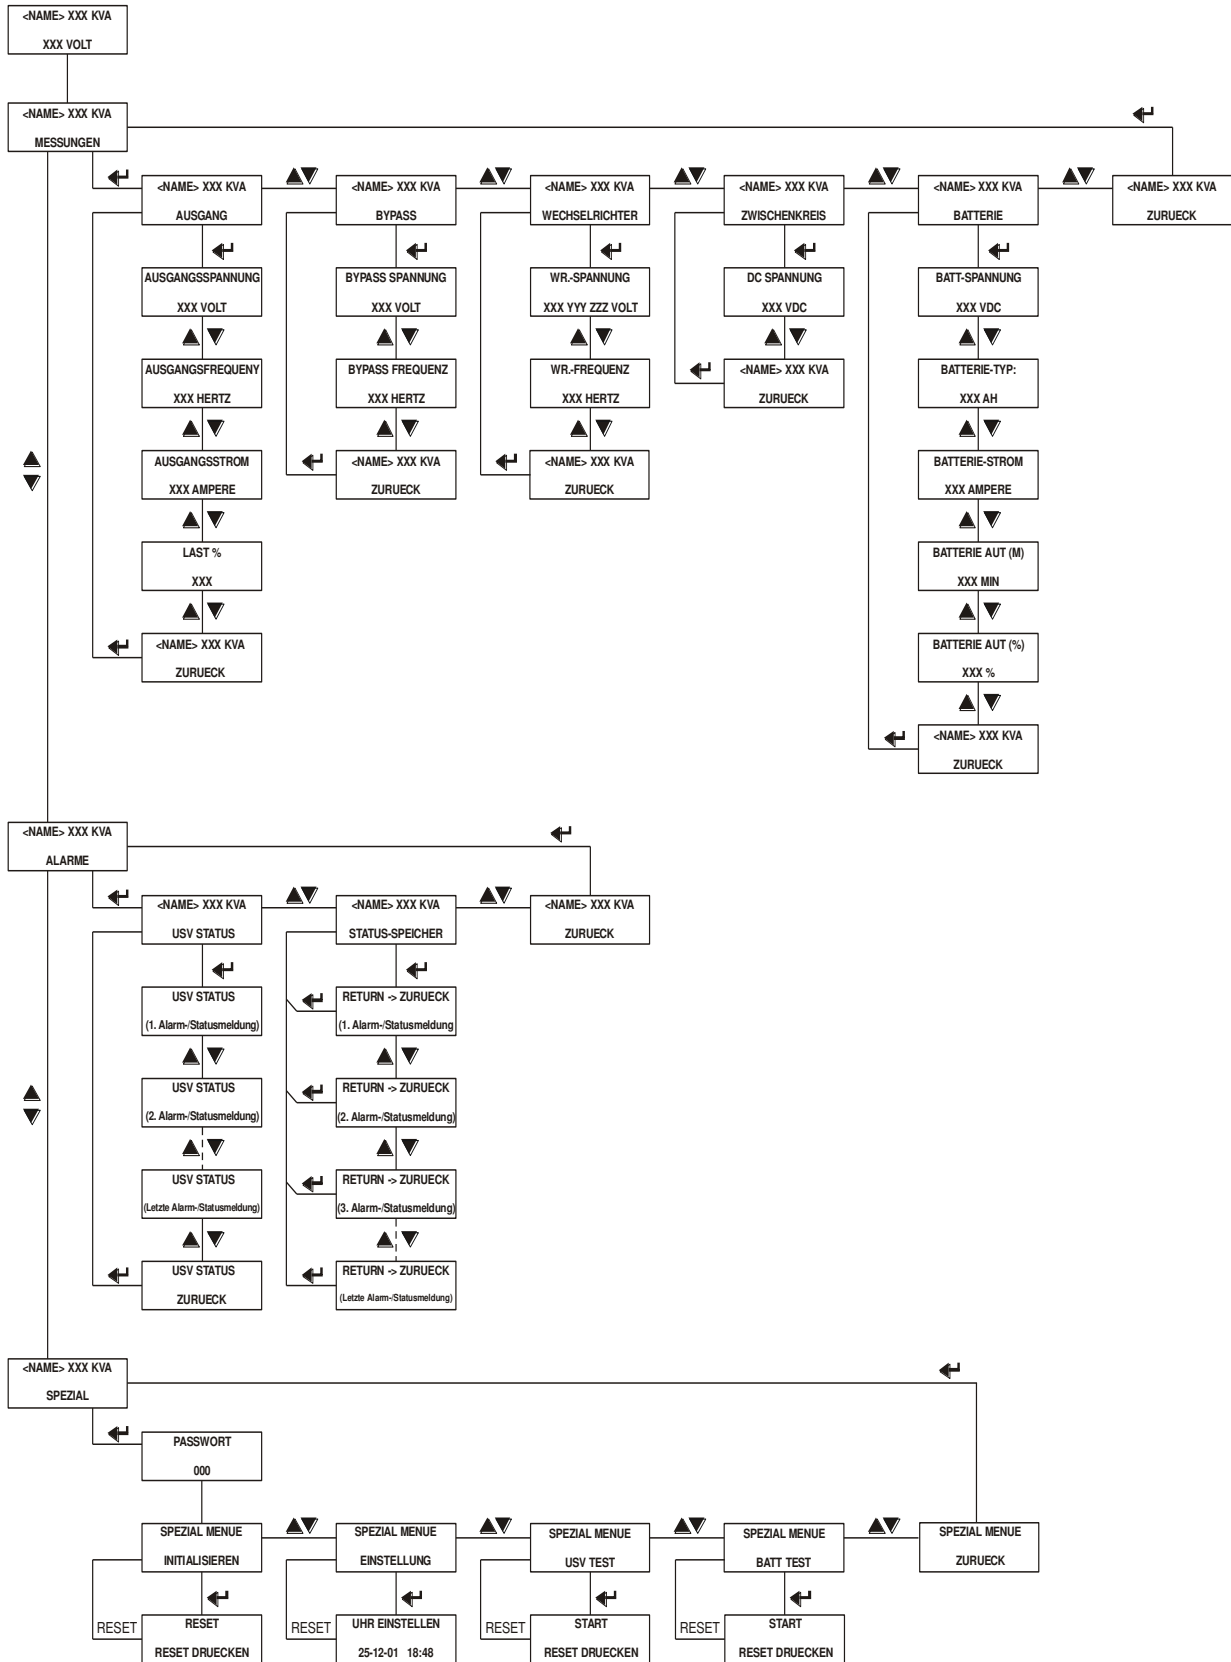 <NAME> XXX KVA
XXX VOLT
<NAME> XXX KVA
MESSUNGEN
<NAME> XXX KVA
AUSGANG
<NAME> XXX KVA
BYPASS
<NAME> XXX KVA
WECHSELRICHTER
<NAME> XXX KVA
ZWISCHENKREIS
<NAME> XXX KVA
BATTERIE
<NAME> XXX KVA
ZURUECK
AUSGANGSSPANNUNG
XXX VOLT
AUSGANGSFREQUENY
XXX HERTZ
AUSGANGSSTROM
XXX AMPERE
LAST %
XXX
<NAME> XXX KVA
ZURUECK
BYPASS SPANNUNG
XXX VOLT
BYPASS FREQUENZ
XXX HERTZ
<NAME> XXX KVA
ZURUECK
WR.-SPANNUNG
XXX YYY ZZZ VOLT
WR.-FREQUENZ
XXX HERTZ
<NAME> XXX KVA
ZURUECK
DC SPANNUNG
XXX VDC
<NAME> XXX KVA
ZURUECK
BATT-SPANNUNG
XXX VDC
BATTERIE-TYP:
XXX AH
BATTERIE-STROM
XXX AMPERE
BATTERIE AUT (M)
XXX MIN
BATTERIE AUT (%)
XXX %
<NAME> XXX KVA
ZURUECK
<NAME> XXX KVA
ALARME
<NAME> XXX KVA
USV STATUS
<NAME> XXX KVA
STATUS-SPEICHER
<NAME> XXX KVA
ZURUECK
USV STATUS
(1. Alarm-/Statusmeldung)
USV STATUS
(2. Alarm-/Statusmeldung)
USV STATUS
(Letzte Alarm-/Statusmeldung)
USV STATUS
ZURUECK
RETURN -> ZURUECK
(1. Alarm-/Statusmeldung
RETURN -> ZURUECK
(2. Alarm-/Statusmeldung)
RETURN -> ZURUECK
(3. Alarm-/Statusmeldung)
RETURN -> ZURUECK
(Letzte Alarm-/Statusmeldung)
<NAME> XXX KVA
SPEZIAL
PASSWORT
000
SPEZIAL MENUE
INITIALISIEREN
SPEZIAL MENUE
EINSTELLUNG
SPEZIAL MENUE
USV TEST
SPEZIAL MENUE
BATT TEST
SPEZIAL MENUE
ZURUECK
RESET
RESET
RESET DRUECKEN
RESET
UHR EINSTELLEN
25-12-01 18:48
RESET
START
RESET DRUECKEN
RESET
START
RESET DRUECKEN